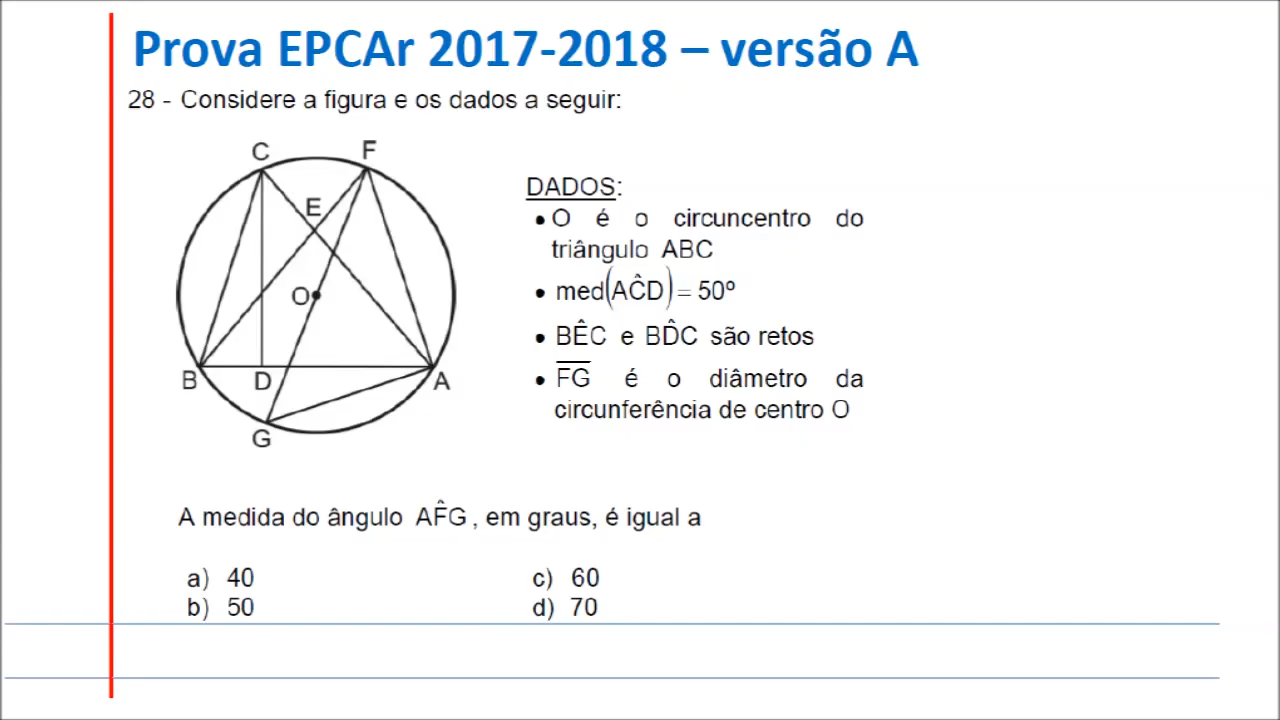 Prova EPCAr 2017-2018 – versão A
28 - Considere a figura e os dados a seguir:
C
F
E
O
B
D
A
G
DADOS:
• O é o circuncentro do
triângulo ABC
• med(AĈD) = 50º
• BÊC e BD̂C são retos
• F̅G̅ é o diâmetro da
circunferência de centro O
A medida do ângulo AF̂G , em graus, é igual a
a) 40
c) 60
b) 50
d) 70